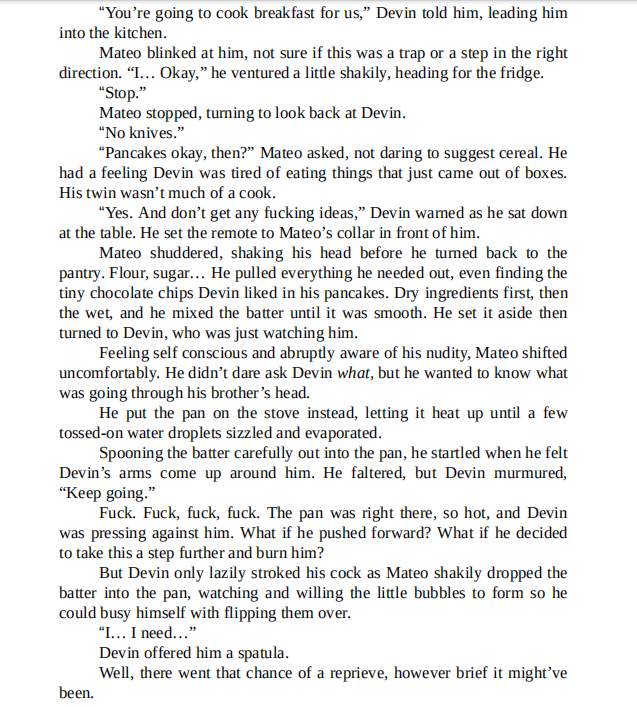 “You’re going to cook breakfast for us,” Devin told him, leading him
into the kitchen.
Mateo blinked at him, not sure if this was a trap or a step in the right
direction. “I… Okay,” he ventured a little shakily, heading for the fridge.
“Stop.”
Mateo stopped, turning to look back at Devin.
“No knives.”
“Pancakes okay, then?” Mateo asked, not daring to suggest cereal. He
had a feeling Devin was tired of eating things that just came out of boxes.
His twin wasn’t much of a cook.
“Yes. And don’t get any fucking ideas,” Devin warned as he sat down
at the table. He set the remote to Mateo’s collar in front of him.
Mateo shuddered, shaking his head before he turned back to the
pantry. Flour, sugar… He pulled everything he needed out, even finding the
tiny chocolate chips Devin liked in his pancakes. Dry ingredients first, then
the wet, and he mixed the batter until it was smooth. He set it aside then
turned to Devin, who was just watching him.
Feeling self conscious and abruptly aware of his nudity, Mateo shifted
uncomfortably. He didn’t dare ask Devin what, but he wanted to know what
was going through his brother’s head.
He put the pan on the stove instead, letting it heat up until a few
tossed-on water droplets sizzled and evaporated.
Spooning the batter carefully out into the pan, he startled when he felt
Devin’s arms come up around him. He faltered, but Devin murmured,
“Keep going.”
Fuck. Fuck, fuck, fuck. The pan was right there, so hot, and Devin
was pressing against him. What if he pushed forward? What if he decided
to take this a step further and burn him?
But Devin only lazily stroked his cock as Mateo shakily dropped the
batter into the pan, watching and willing the little bubbles to form so he
could busy himself with flipping them over.
“I… I need…”
Devin offered him a spatula.
Well, there went that chance of a reprieve, however brief it might’ve
been.